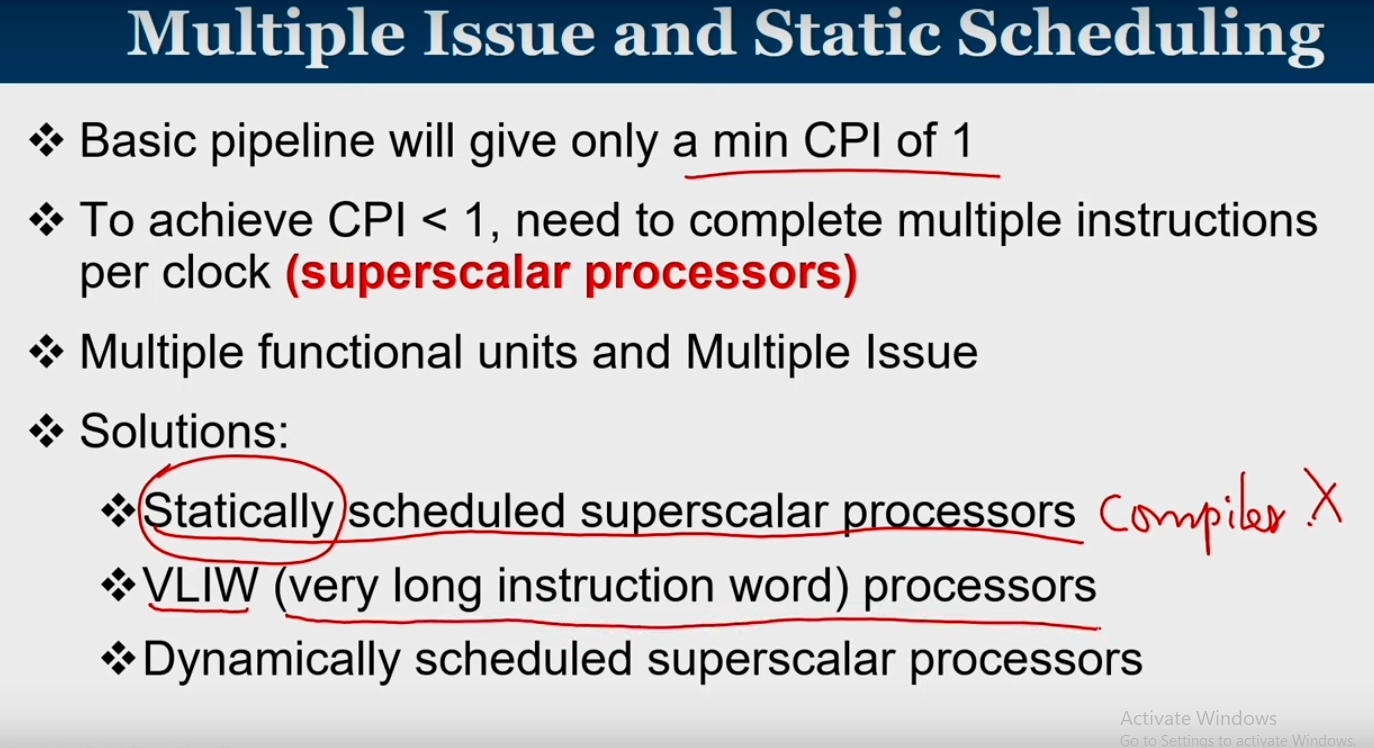 Multiple Issue and Static Scheduling
❖ Basic pipeline will give only a min CPI of 1
❖ To achieve CPI < 1, need to complete multiple instructions
per clock (superscalar processors)
❖ Multiple functional units and Multiple Issue
❖ Solutions:
❖ Statically scheduled superscalar processors Compiler X
❖ VLIW (very long instruction word) processors
❖ Dynamically scheduled superscalar processors
Activate Windows
Go to Settings to activate Windows.